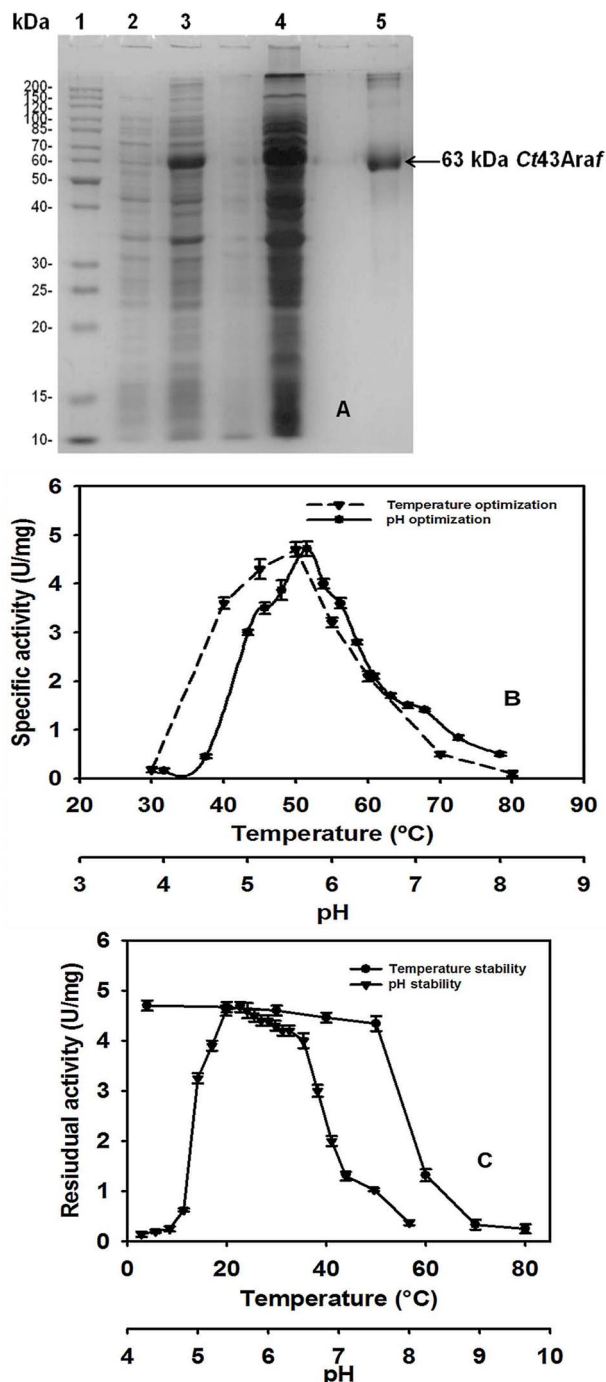 kDa 1 2 3 4 5
200-
150-
120-
100-
85-
70-
60-
50-
40-
30-
25-
20-
15-
10-
63 kDa Ct43Araf
A
Specific activity (U/mg)
6
5
4
3
2
1
0
Temperature optimization
pH optimization
B
20 30 40 50 60 70 80 90
Temperature (ºC)
3 4 5 6 7 8 9
pH
Resiudual activity (U/mg)
6
5
4
3
2
1
0
Temperature stability
pH stability
C
0 20 40 60 80
Temperature (°C)
4 5 6 7 8 9 10
pH